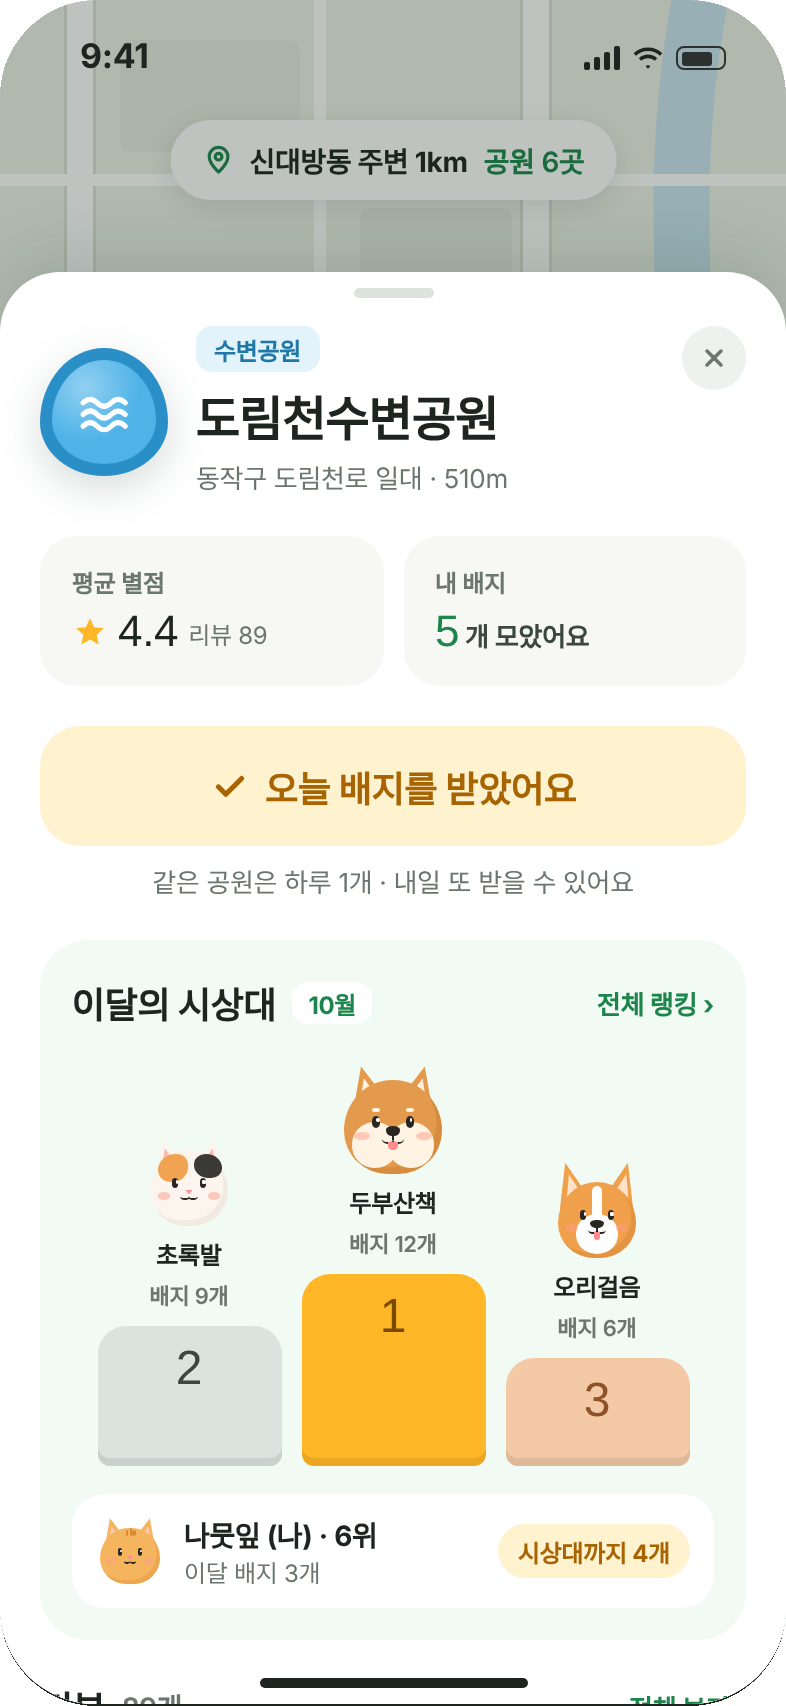 9:41
신대방동 주변 1km 공원 6곳
수변공원
도림천수변공원
동작구 도림천로 일대 · 510m
평균 별점
4.4 리뷰 89
내 배지
5 개 모았어요
오늘 배지를 받았어요
같은 공원은 하루 1개 · 내일 또 받을 수 있어요
이달의 시상대 10월
전체 랭킹 ›
두부산책
배지 12개
초록발
배지 9개
오리걸음
배지 6개
1
2
3
나뭇잎 (나) · 6위
이달 배지 3개
시상대까지 4개